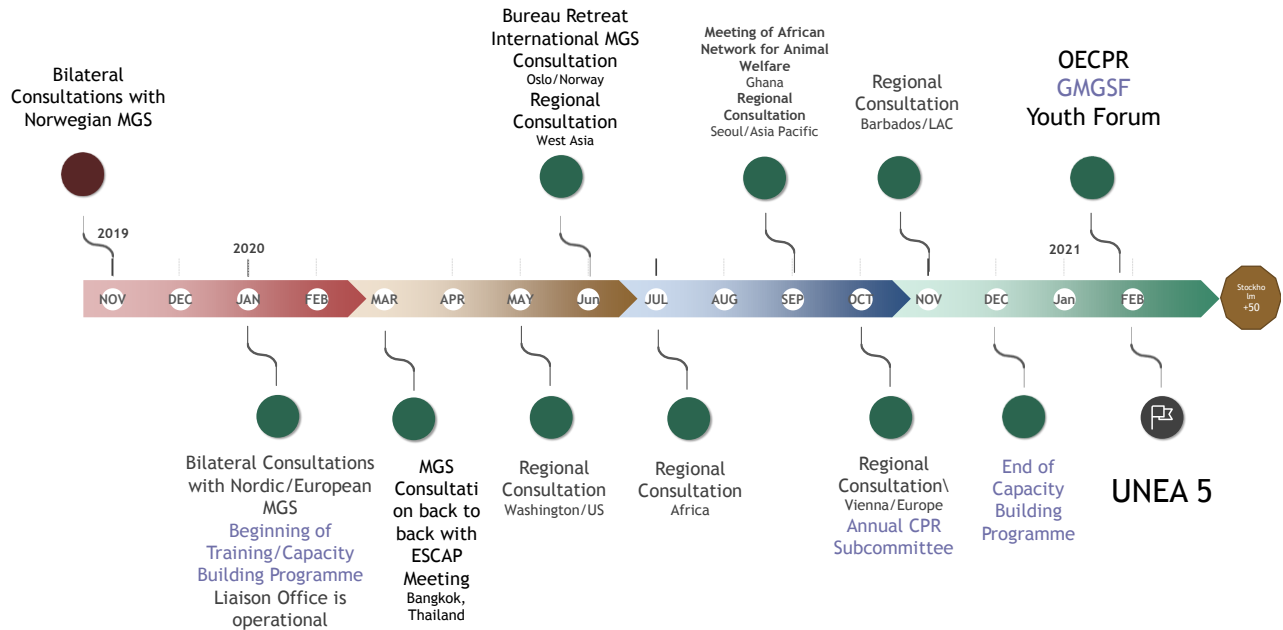 Bilateral
Consultations with
Norwegian MGS
Bureau Retreat
International MGS
Consultation
Oslo/Norway
Regional
Consultation
West Asia
Meeting of African
Network for Animal
Welfare
Ghana
Regional
Consultation
Seoul/Asia Pacific
Regional
Consultation
Barbados/LAC
OECPR
GMGSF
Youth Forum
2019
2020
2021
NOV
DEC
JAN
FEB
MAR
APR
MAY
Jun
JUL
AUG
SEP
OCT
NOV
DEC
Jan
FEB
Stockho
lm
+50
Bilateral Consultations
with Nordic/European
MGS
Beginning of
Training/Capacity
Building Programme
Liaison Office is
operational
MGS
Consultati
on back to
back with
ESCAP
Meeting
Bangkok,
Thailand
Regional
Consultation
Washington/US
Regional
Consultation
Africa
Regional
Consultation\
Vienna/Europe
Annual CPR
Subcommittee
End of
Capacity
Building
Programme
UNEA 5